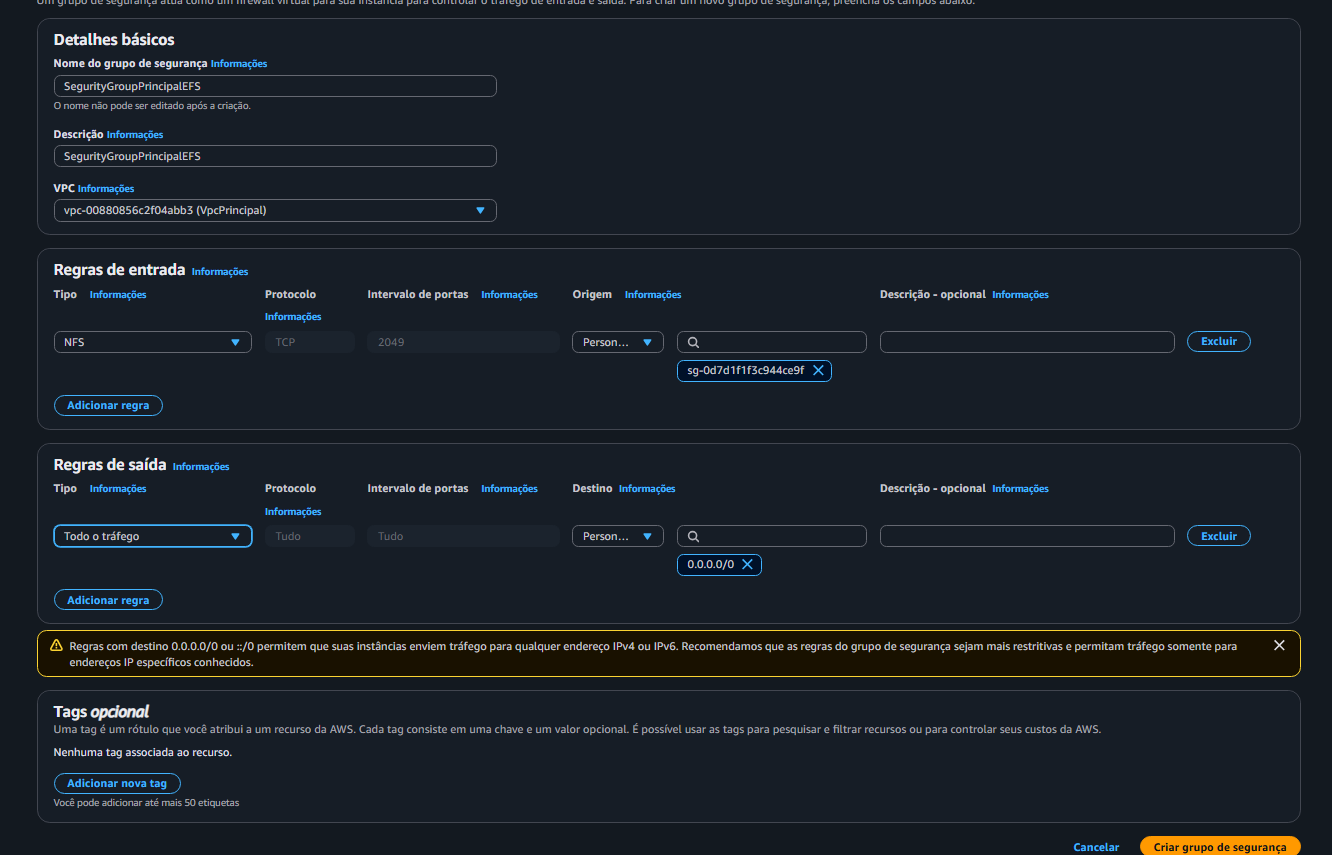 Um grupo de segurança atua como um firewall virtual para sua instância para controlar o tráfego de entrada e saída. Para criar um novo grupo de segurança, preencha os campos abaixo.
Detalhes básicos
Nome do grupo de segurança Informações
SegurityGroupPrincipalEFS
O nome não pode ser editado após a criação.
Descrição Informações
SegurityGroupPrincipalEFS
VPC Informações
vpc-00880856c2f04abb3 (VpcPrincipal)
Regras de entrada Informações
Tipo Informações Protocolo Intervalo de portas Informações Origem Informações Descrição - opcional Informações
Informações
NFS TCP 2049 Person... Excluir
sg-0d7d1f1f3c944ce9f
Adicionar regra
Regras de saída Informações
Tipo Informações Protocolo Intervalo de portas Informações Destino Informações Descrição - opcional Informações
Informações
Todo o tráfego Tudo Tudo Person... Excluir
0.0.0.0/0
Adicionar regra
Regras com destino 0.0.0.0/0 ou ::/0 permitem que suas instâncias enviem tráfego para qualquer endereço IPv4 ou IPv6. Recomendamos que as regras do grupo de segurança sejam mais restritivas e permitam tráfego somente para
endereços IP específicos conhecidos.
Tags opcional
Uma tag é um rótulo que você atribui a um recurso da AWS. Cada tag consiste em uma chave e um valor opcional. É possível usar as tags para pesquisar e filtrar recursos ou para controlar seus custos da AWS.
Nenhuma tag associada ao recurso.
Adicionar nova tag
Você pode adicionar até mais 50 etiquetas
Cancelar Criar grupo de segurança